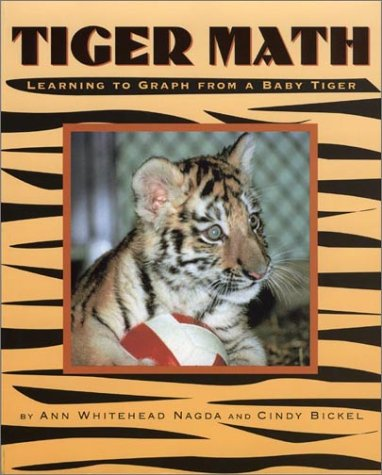 TIGER MATH
LEARNING TO GRAPH FROM A BABY TIGER
BY ANN WHITEHEAD NAGDA AND CINDY BICKEL